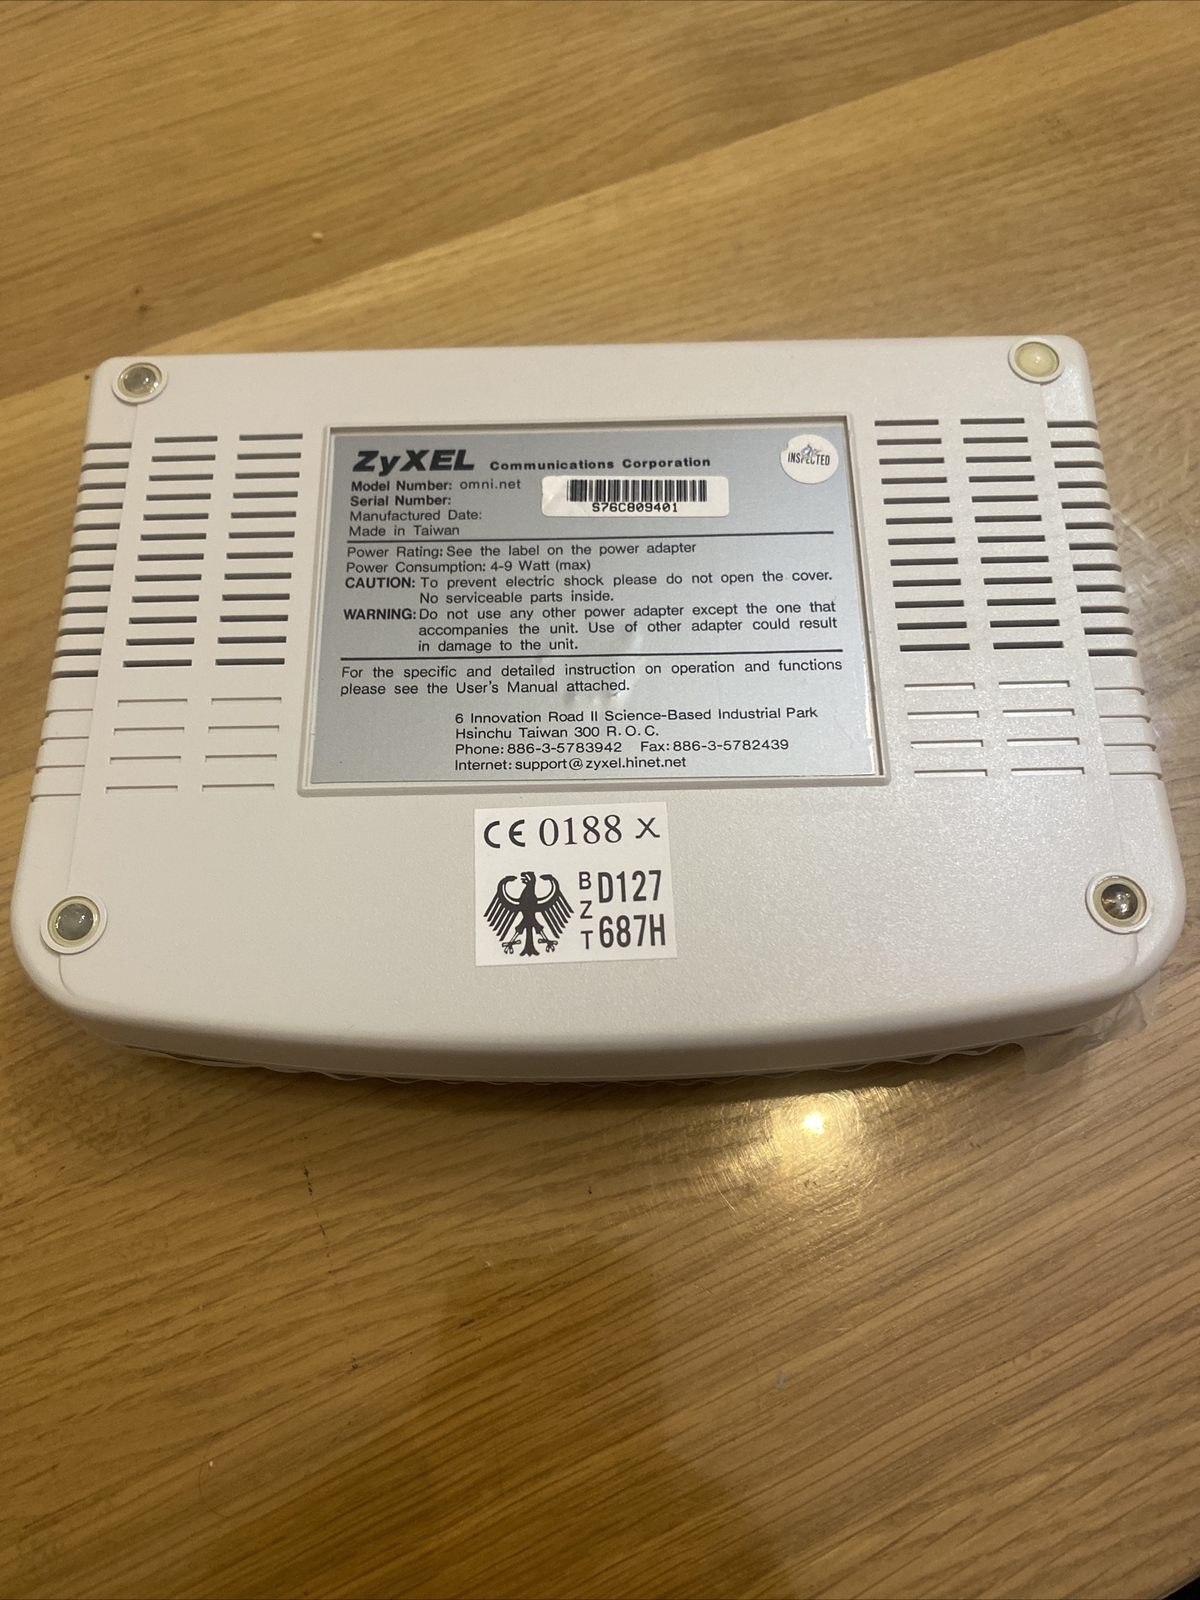 ZyXEL Communications Corporation
INSPECTED
Model Number: omni.net
Serial Number:
S76C809401
Manufactured Date:
Made in Taiwan
Power Rating: See the label on the power adapter
Power Consumption: 4-9 Watt (max)
CAUTION: To prevent electric shock please do not open the cover.
No serviceable parts inside.
WARNING: Do not use any other power adapter except the one that
accompanies the unit. Use of other adapter could result
in damage to the unit.
For the specific and detailed instruction on operation and functions
please see the User's Manual attached.
6 Innovation Road II Science-Based Industrial Park
Hsinchu Taiwan 300 R.O.C.
Phone: 886-3-5783942 Fax: 886-3-5782439
Internet: support@zyxel.hinet.net
CE 0188 X
B D127
Z
T 687H